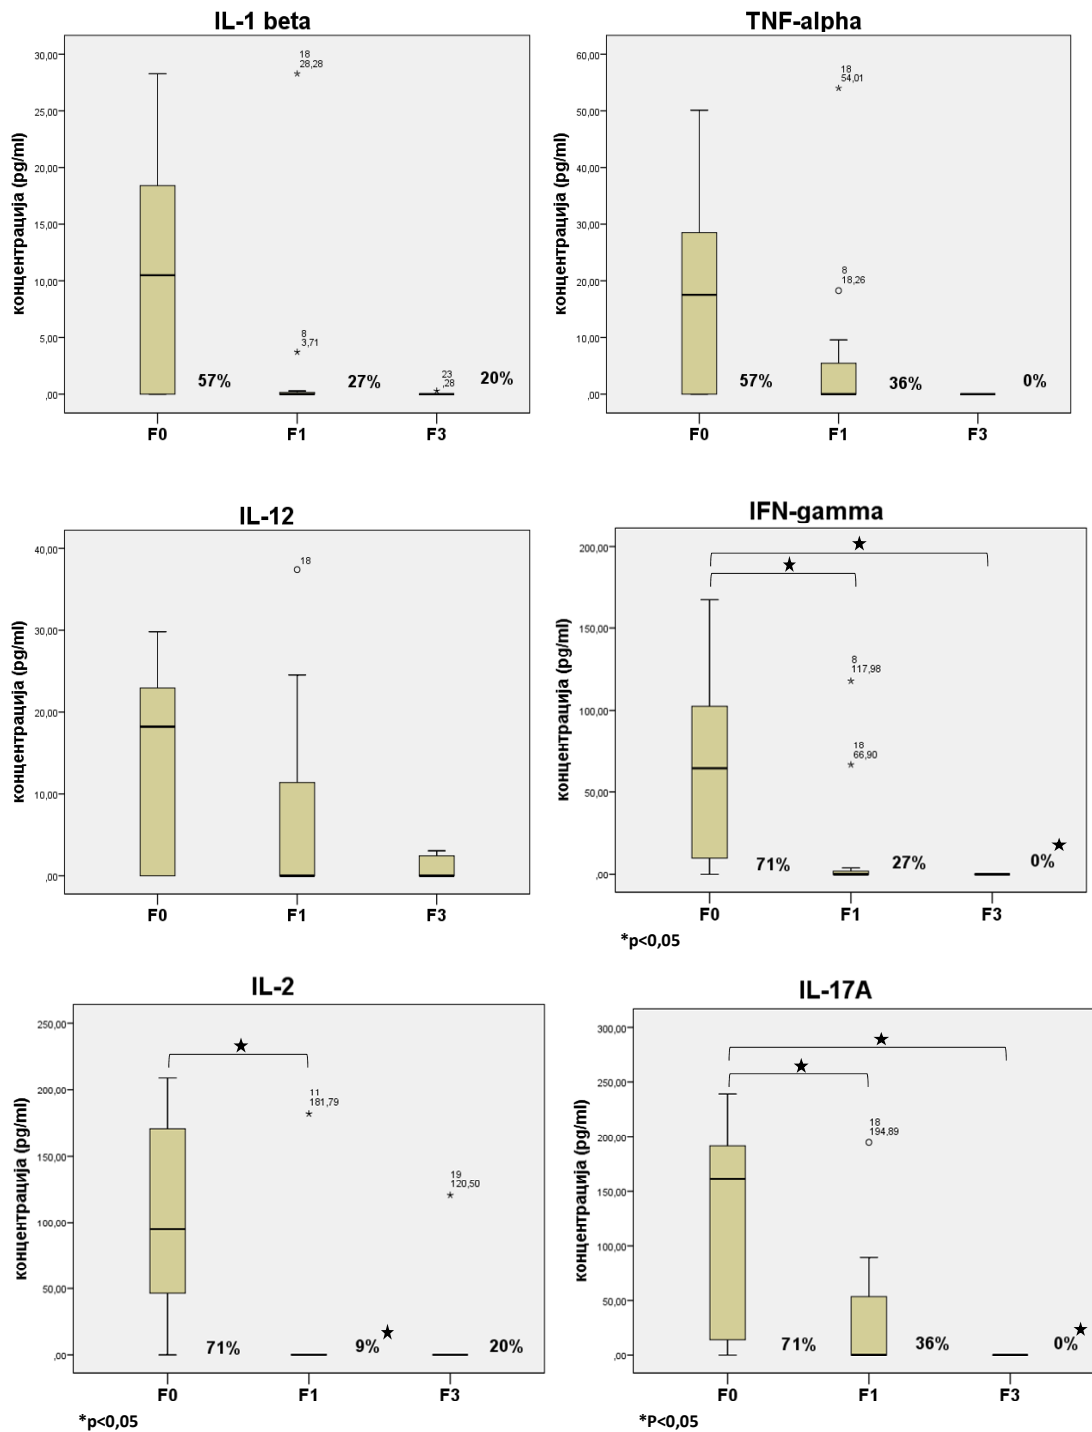 IL-1 beta
концентрација (pg/ml)
30,00
25,00
20,00
15,00
10,00
5,00
,00
18
28,28
8
3,71
23
,28
57%
27%
20%
F0
F1
F3
TNF-alpha
концентрација (pg/ml)
60,00
50,00
40,00
30,00
20,00
10,00
,00
18
54,01
8
18,26
57%
36%
0%
F0
F1
F3
IL-12
концентрација (pg/ml)
40,00
30,00
20,00
10,00
,00
18
F0
F1
F3
IFN-gamma
концентрација (pg/ml)
200,00
150,00
100,00
50,00
,00
★
★
8
117,98
18
66,90
71%
27%
0% ★
F0
F1
F3
*p<0,05
IL-2
концентрација (pg/ml)
250,00
200,00
150,00
100,00
50,00
,00
★
11
181,79
19
120,50
71%
9% ★
20%
F0
F1
F3
*p<0,05
IL-17A
концентрација (pg/ml)
300,00
250,00
200,00
150,00
100,00
50,00
,00
★
★
18
194,89
71%
36%
0% ★
F0
F1
F3
*P<0,05